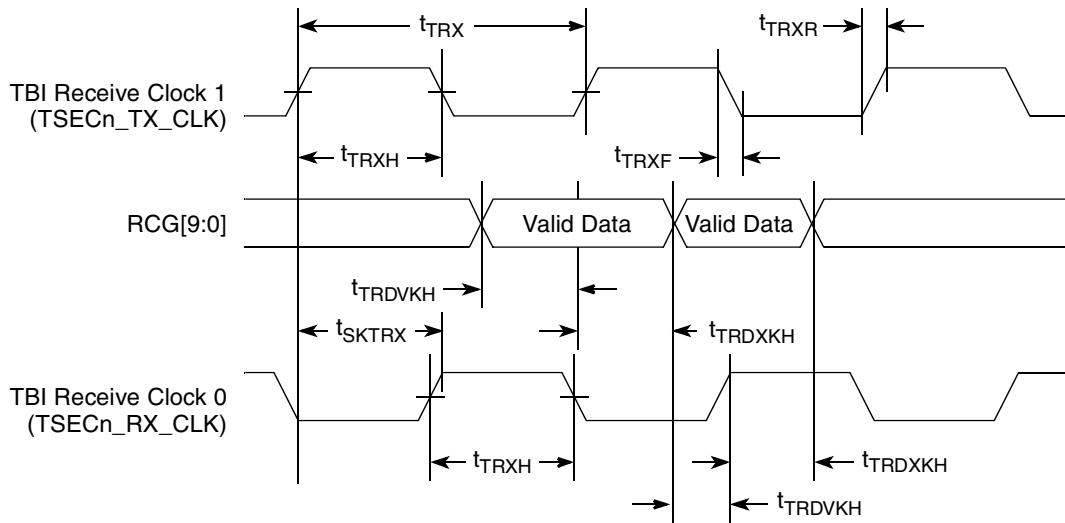 tTRX
tTRXR
TBI Receive Clock 1
(TSECn_TX_CLK)
tTRXH
tTRXF
RCG[9:0]
Valid Data
Valid Data
tTRDVKH
tSKTRX
tTRDXKH
TBI Receive Clock 0
(TSECn_RX_CLK)
tTRXH
tTRDXKH
tTRDVKH